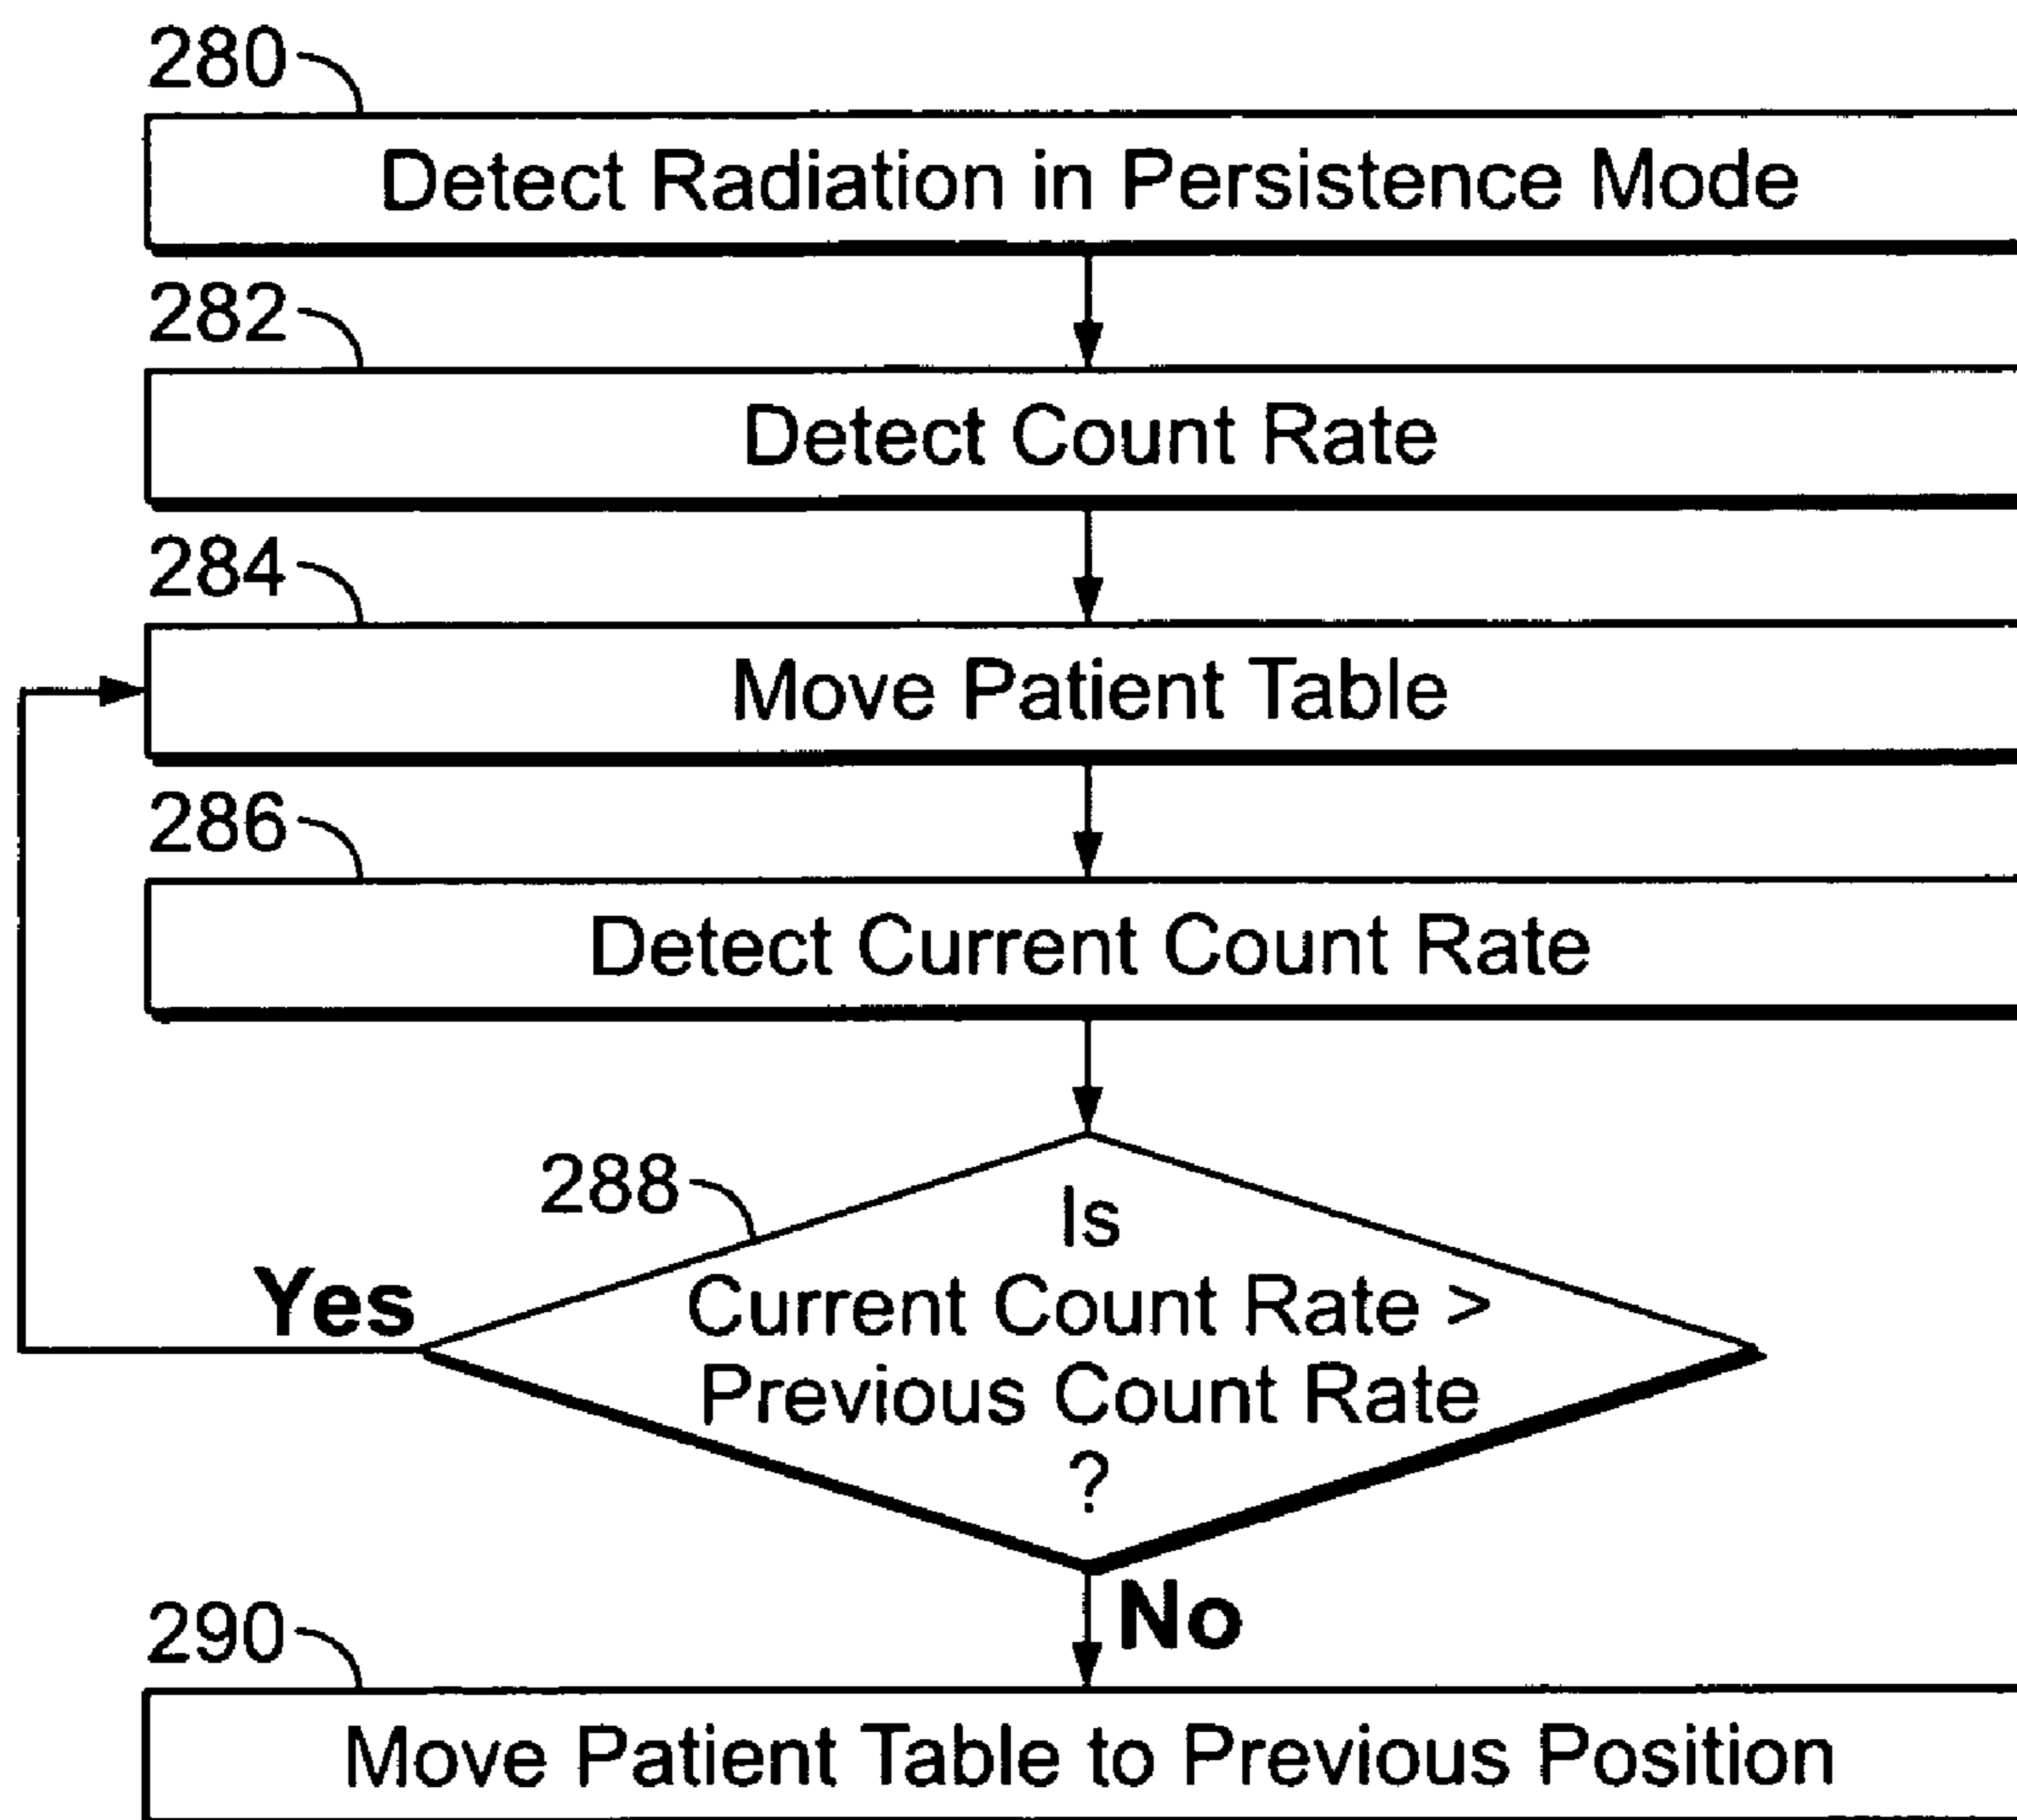 280
Detect Radiation in Persistence Mode
282
Detect Count Rate
284
Move Patient Table
286
Detect Current Count Rate
288
Is
Current Count Rate >
Previous Count Rate
?
Yes
No
290
Move Patient Table to Previous Position